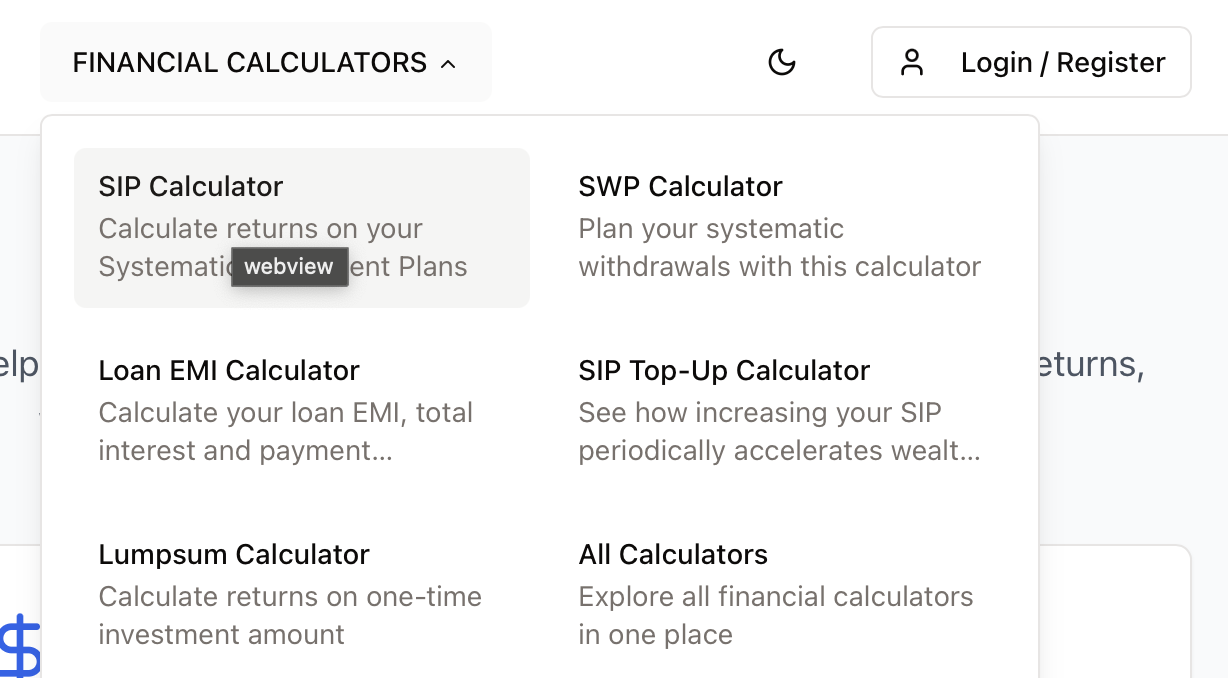 FINANCIAL CALCULATORS
Login / Register
SIP Calculator
Calculate returns on your
Systematic ent Plans
webview
SWP Calculator
Plan your systematic
withdrawals with this calculator
elp
eturns,
Loan EMI Calculator
Calculate your loan EMI, total
interest and payment...
SIP Top-Up Calculator
See how increasing your SIP
periodically accelerates wealt...
Lumpsum Calculator
Calculate returns on one-time
investment amount
All Calculators
Explore all financial calculators
in one place
$